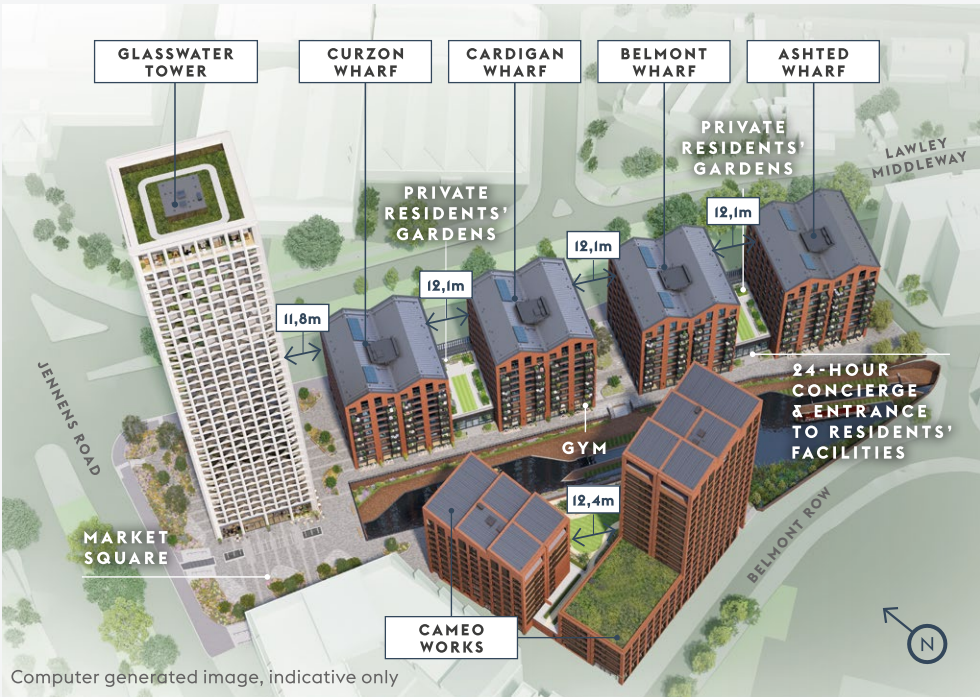 GLASSWATER
TOWER
CURZON
WHARF
CARDIGAN
WHARF
BELMONT
WHARF
ASHTED
WHARF
PRIVATE
RESIDENTS'
GARDENS
LAWLEY
MIDDLEWAY
PRIVATE
RESIDENTS'
GARDENS
12,1m
12,1m
12,1m
11,8m
JENNENS ROAD
24-HOUR
CONCIERGE
& ENTRANCE
TO RESIDENTS'
FACILITIES
GYM
12,4m
BELMONT ROW
MARKET
SQUARE
CAMEO
WORKS
N
Computer generated image, indicative only